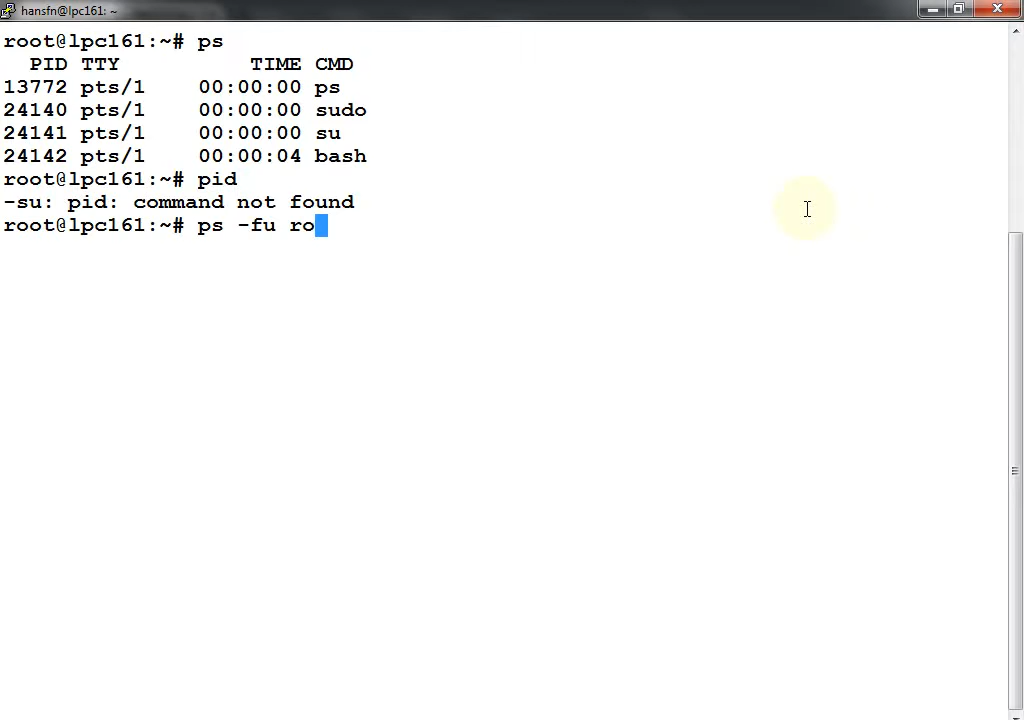 hansfn@lpc161: ~
root@lpc161:~# ps
  PID TTY          TIME CMD
13772 pts/1    00:00:00 ps
24140 pts/1    00:00:00 sudo
24141 pts/1    00:00:00 su
24142 pts/1    00:00:04 bash
root@lpc161:~# pid
-su: pid: command not found
root@lpc161:~# ps -fu ro